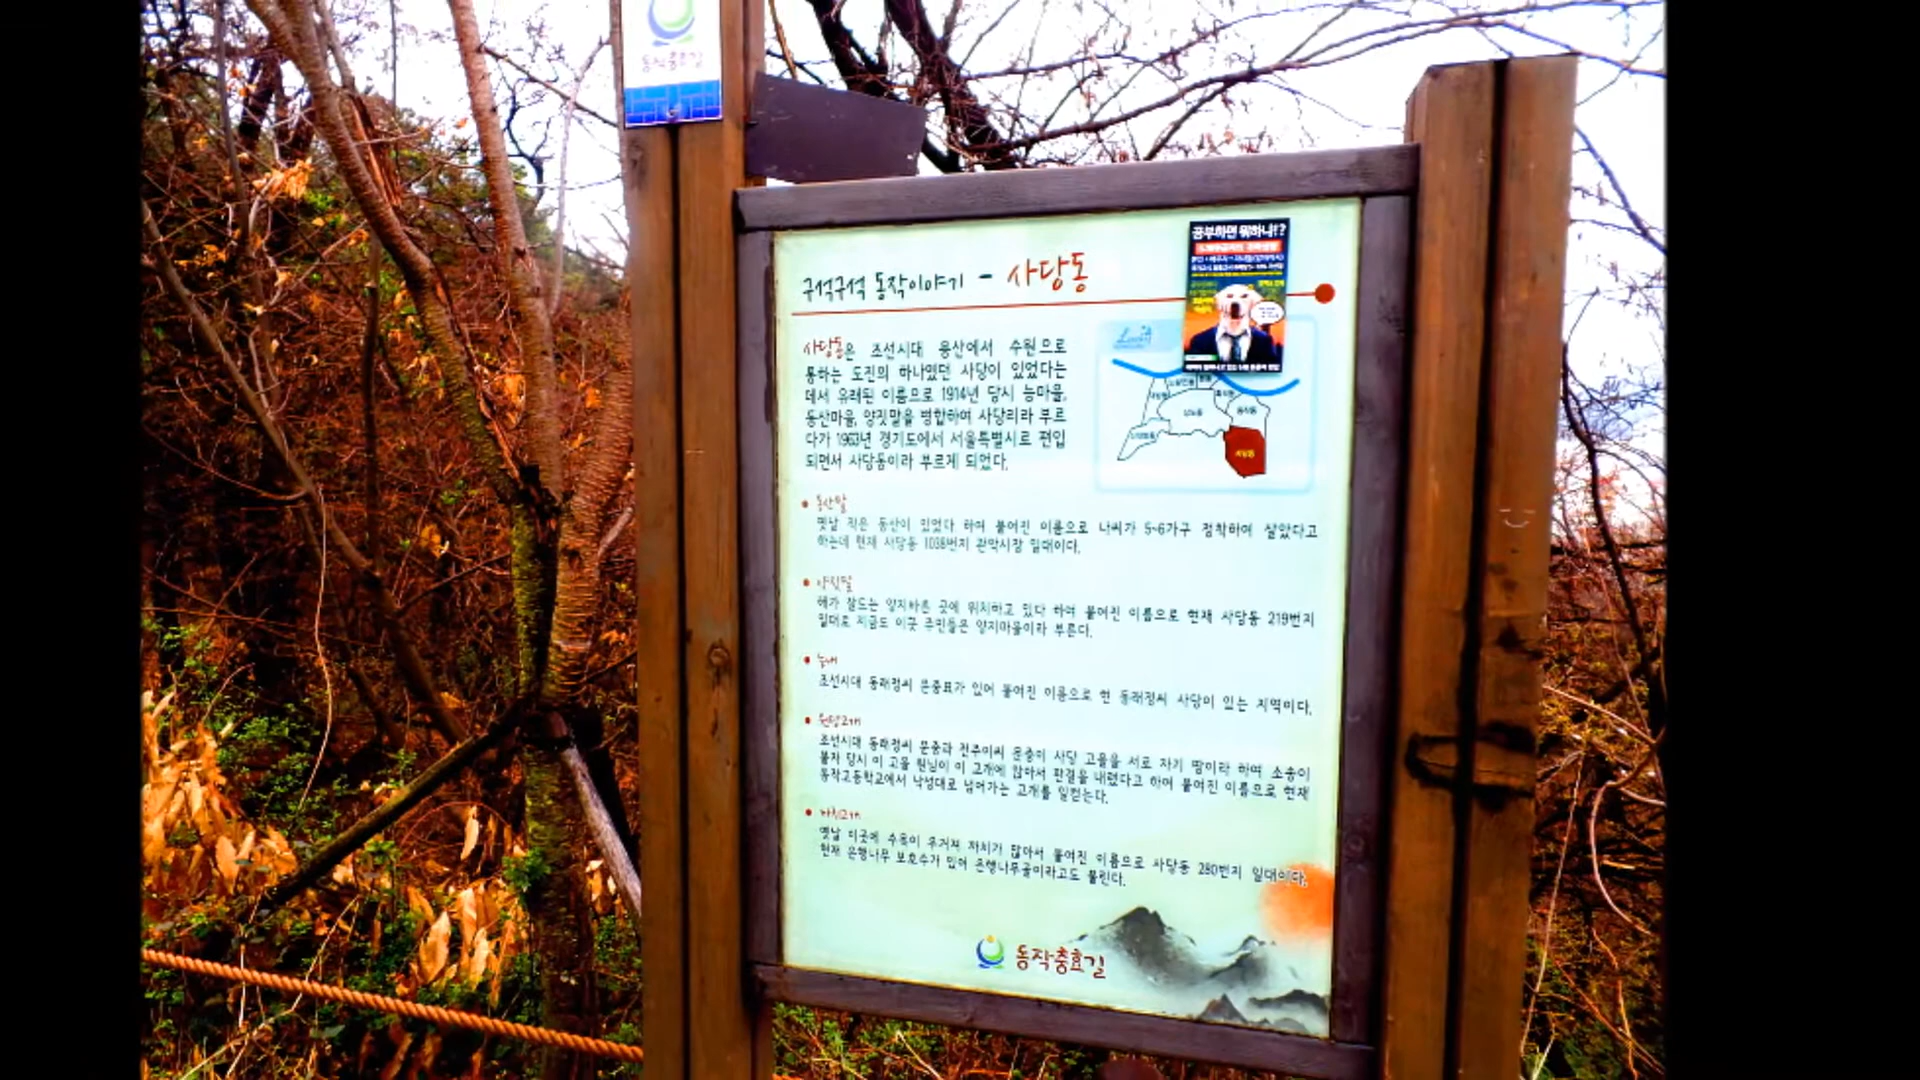 동작충효길
공부하면 뭐하니!?
구석구석 동작이야기 - 사당동
사당동은 조선시대 용산에서 수원으로
통하는 도진의 하나였던 사당이 있었다는
데서 유래된 이름으로 1914년 당시 능마을,
동산마을, 양짓말을 병합하여 사당리라 부르
다가 1963년 경기도에서 서울특별시로 편입
되면서 사당동이라 부르게 되었다.
사당동
동산말
옛날 작은 동산이 있었다 하여 붙어진 이름으로 나씨가 5~6가구 정착하여 살았다고
하는데 현재 사당동 1038번지 관악시장 일대이다.
양짓말
해가 잘드는 양지바른 곳에 위치하고 있다 하여 붙여진 이름으로 현재 사당동 219번지
일대로 지금도 이곳 주민들은 양지마을이라 부른다.
능내
조선시대 동래정씨 문중묘가 있어 붙여진 이름으로 현 동래정씨 사당이 있는 지역이다.
원당고개
조선시대 동래정씨 문중과 전주이씨 문중이 사당 고을을 서로 자기 땅이라 하여 소송이
붙자 당시 이 고을 원님이 이 고개에 앉아서 판결을 내렸다고 하여 붙여진 이름으로 현재
동작고등학교에서 낙성대로 넘어가는 고개를 일컫는다.
까치고개
옛날 이곳에 수목이 우거져 까치가 많아서 붙여진 이름으로 사당동 280번지 일대이다.
현재 은행나무 보호수가 있어 은행나무골이라고도 불린다.
동작충효길